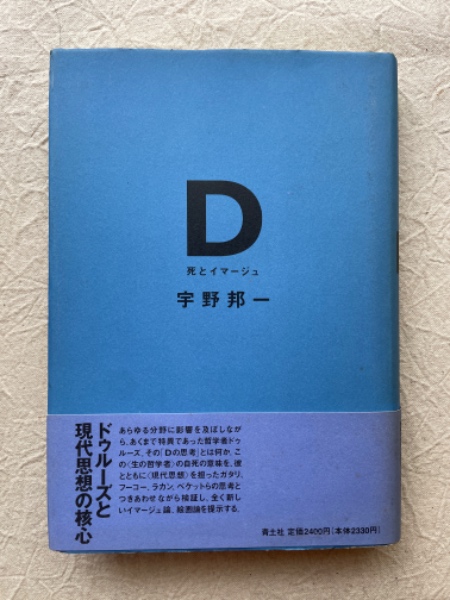 D
死とイマージュ
宇野邦一
ドゥルーズと
現代思想の核心
あらゆる分野に影響を及ぼしなが
ら、あくまで特異であった哲学者ドゥ
ルーズ、その「Dの思考」とは何か、こ
の〈生の哲学者〉の自死の意味を、彼
とともに〈現代思想〉を担ったガタリ、
フーコー、ラカン、ベケットらの思考と
つきあわせながら検証し、全く新し
いイマージュ論、絵画論を提示する。
青土社 定価2400円(本体2330円)